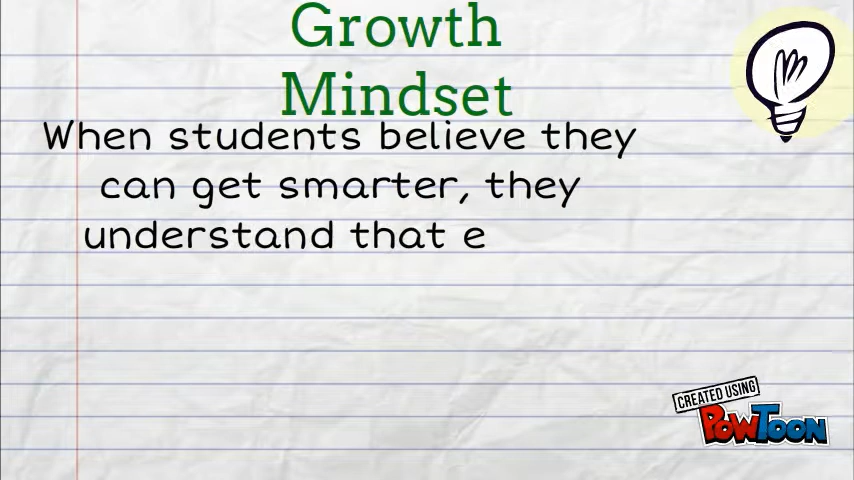 Growth
Mindset
When students believe they
can get smarter, they
understand that e
CREATED USING
POWTOON